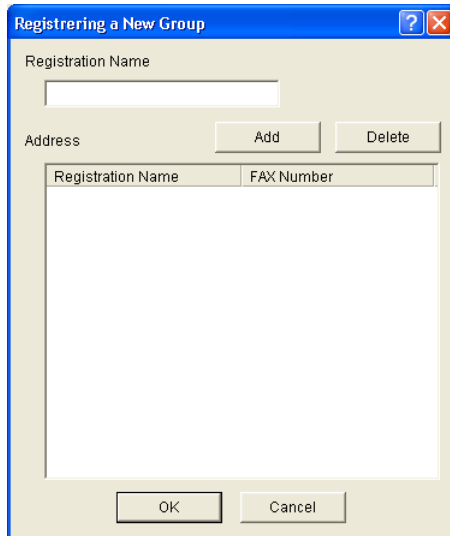 Registrering a New Group
Registration Name
Address Add Delete
Registration Name FAX Number
OK Cancel